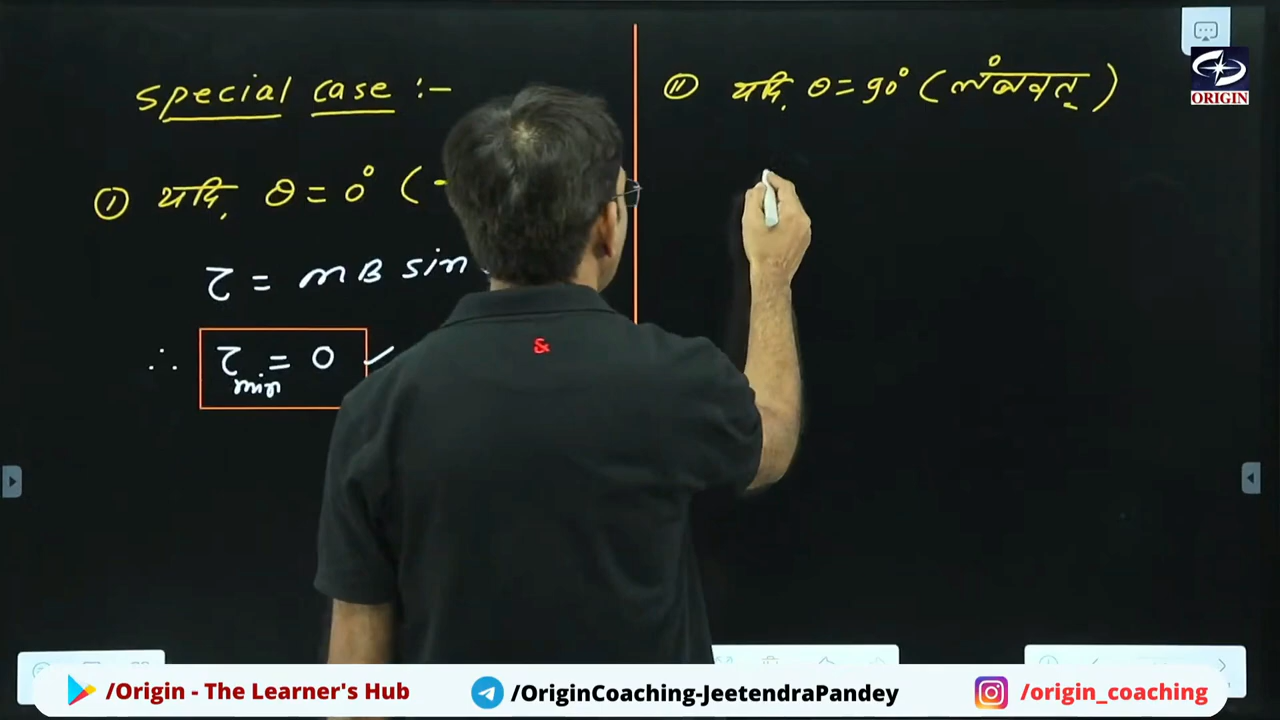 special case :-
① यदि, θ = 0° (
τ = mB sin
∴ τmin = 0 ✓
② यदि, θ = 90° (लंबवत्)
ORIGIN
/Origin - The Learner's Hub
/OriginCoaching-JeetendraPandey
/origin_coaching